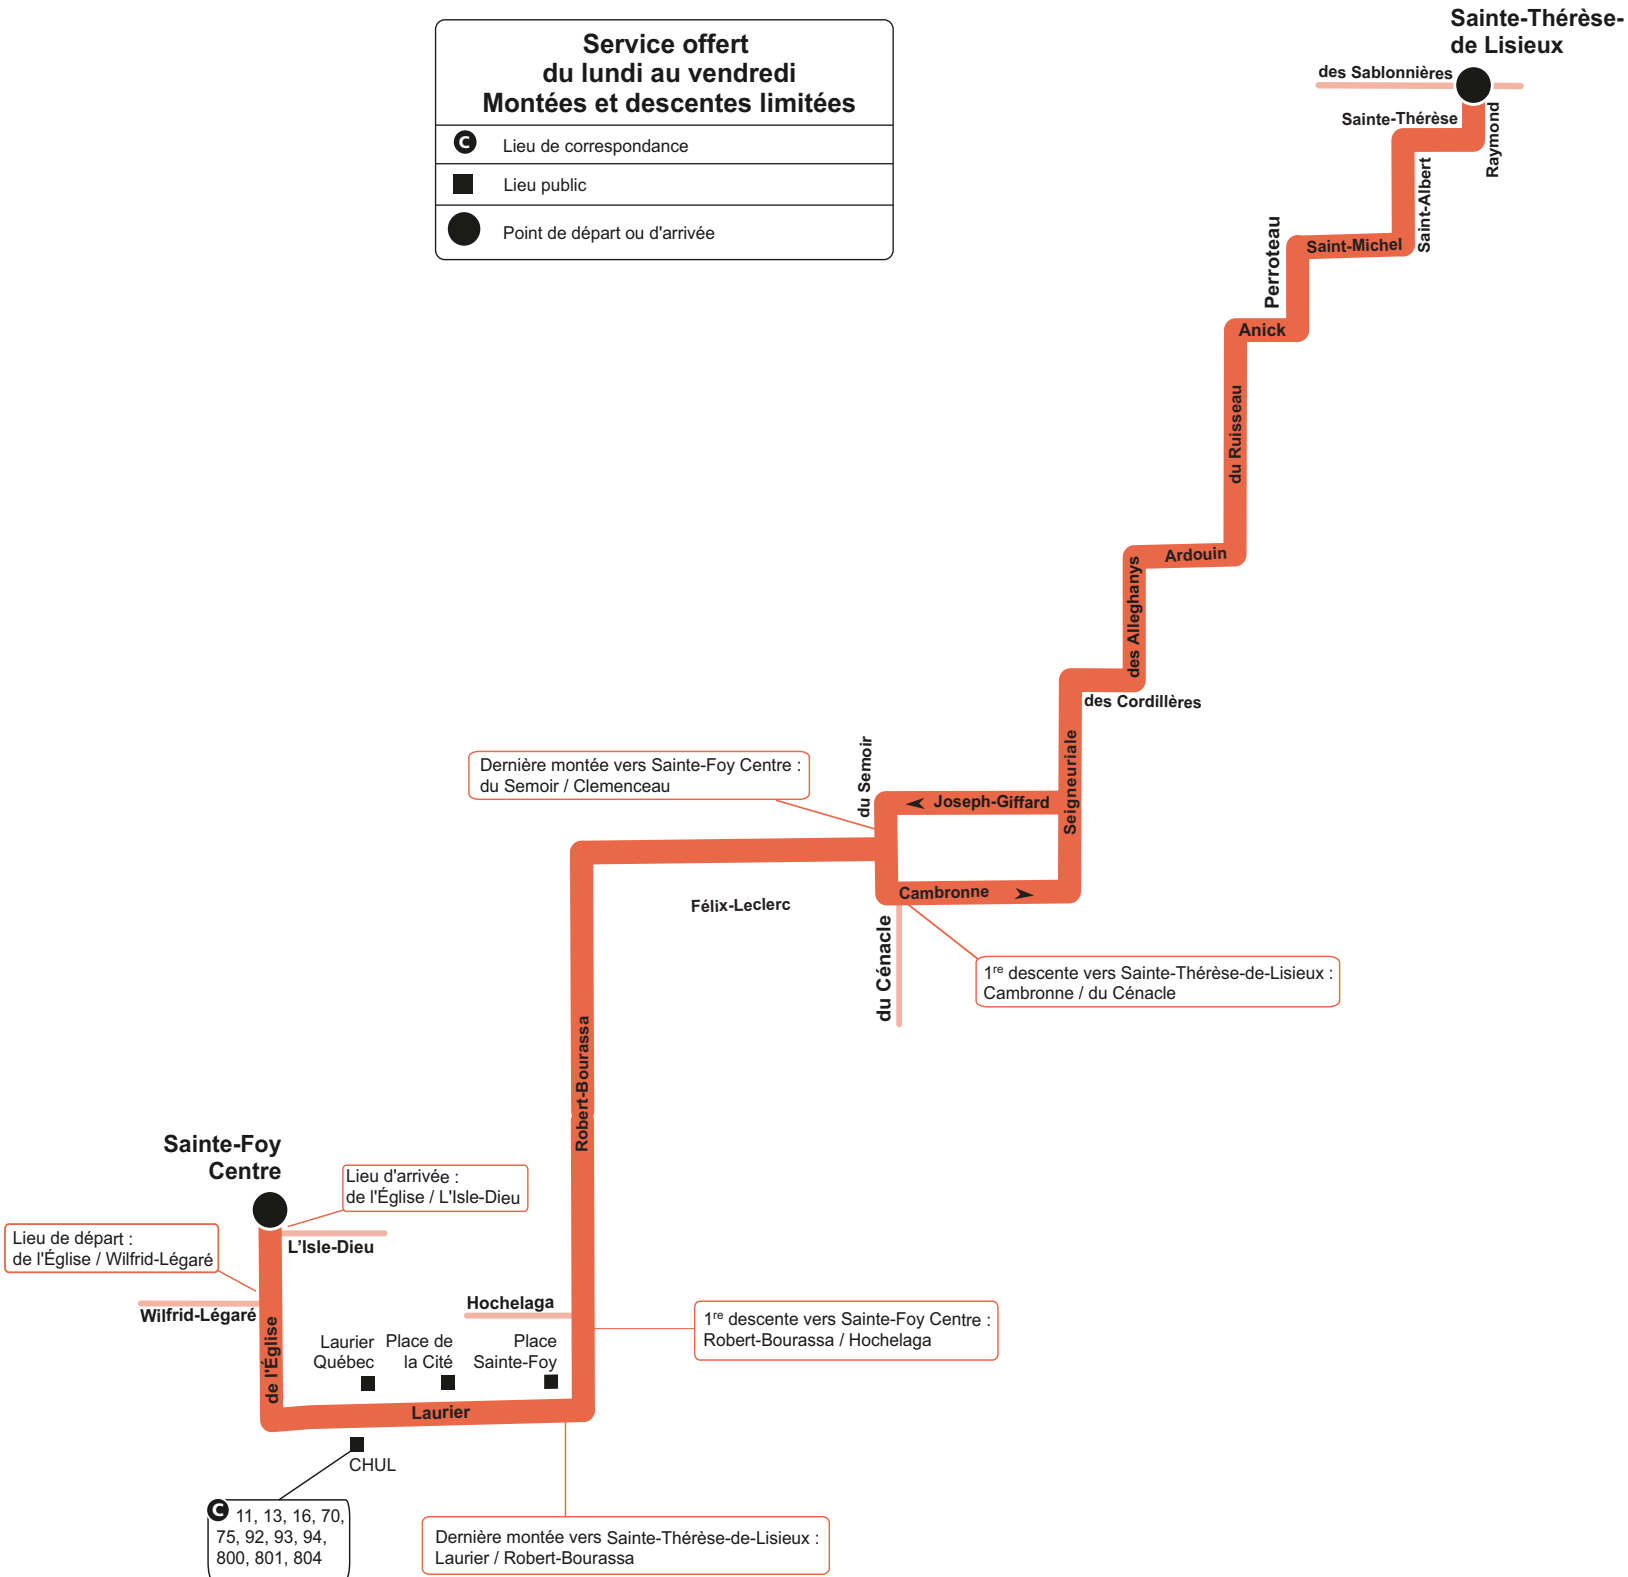 Sainte-Thérèse-
de Lisieux
Service offert
du lundi au vendredi
Montées et descentes limitées
C Lieu de correspondance
Lieu public
Point de départ ou d'arrivée
des Sablonnières
Sainte-Thérèse
Raymond
Saint-Albert
Saint-Michel
Perroteau
Anick
du Ruisseau
Ardouin
des Alleghanys
des Cordillères
Seigneuriale
Dernière montée vers Sainte-Foy Centre :
du Semoir / Clemenceau
du Semoir
Joseph-Giffard
Cambronne
Félix-Leclerc
du Cénacle
1re descente vers Sainte-Thérèse-de-Lisieux :
Cambronne / du Cénacle
Robert-Bourassa
Sainte-Foy
Centre
Lieu d'arrivée :
de l'Église / L'Isle-Dieu
Lieu de départ :
de l'Église / Wilfrid-Légaré
L'Isle-Dieu
Wilfrid-Légaré
Hochelaga
1re descente vers Sainte-Foy Centre :
Robert-Bourassa / Hochelaga
de l'Église
Laurier
Québec
Place de
la Cité
Place
Sainte-Foy
Laurier
CHUL
C 11, 13, 16, 70,
75, 92, 93, 94,
800, 801, 804
Dernière montée vers Sainte-Thérèse-de-Lisieux :
Laurier / Robert-Bourassa